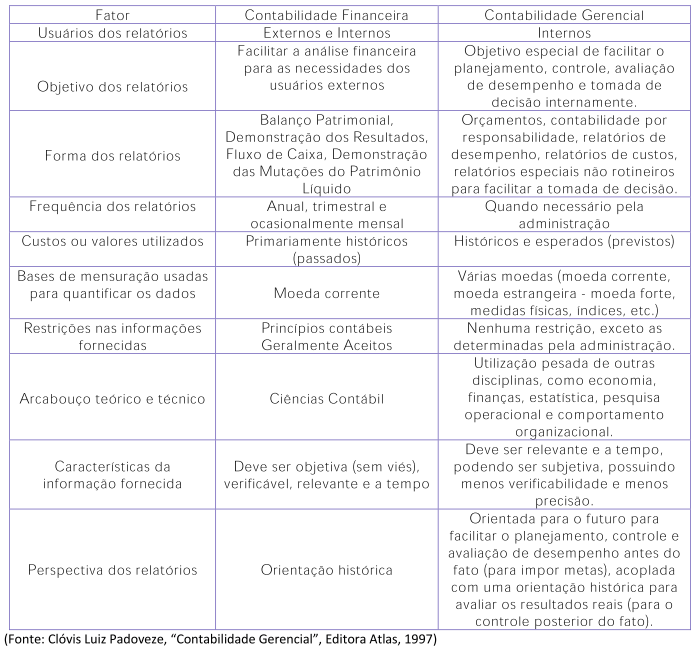 Fator
Contabilidade Financeira
Contabilidade Gerencial
Usuários dos relatórios
Externos e Internos
Internos
Objetivo dos relatórios
Facilitar a análise financeira
para as necessidades dos
usuários externos
Objetivo especial de facilitar o
planejamento, controle, avaliação
de desempenho e tomada de
decisão internamente.
Forma dos relatórios
Balanço Patrimonial,
Demonstração dos Resultados,
Fluxo de Caixa, Demonstração
das Mutações do Patrimônio
Líquido
Orçamentos, contabilidade por
responsabilidade, relatórios de
desempenho, relatórios de custos,
relatórios especiais não rotineiros
para facilitar a tomada de decisão.
Frequência dos relatórios
Anual, trimestral e
ocasonalmente mensal
Quando necessário pela
administração
Custos ou valores utilizados
Primariamente históricos
(passados)
Históricos e esperados (previstos)
Bases de mensuração usadas
para quantificar os dados
Moeda corrente
Várias moedas (moeda corrente,
moeda estrangeira - moeda forte,
medidas físicas, índices, etc.)
Restrições nas informações
fornecidas
Princípios contábeis
Geralmente Aceitos
Nenhuma restrição, exceto as
determinadas pela administração.
Arcabouço teórico e técnico
Ciências Contábil
Utilização pesada de outras
disciplinas, como economia,
finanças, estatística, pesquisa
operacional e comportamento
organizacional.
Características da
informação fornecida
Deve ser objetiva (sem viés),
verificável, relevante e a tempo
Deve ser relevante e a tempo,
podendo ser subjetiva, possuindo
menos verificabilidade e menos
precisão.
Perspectiva dos relatórios
Orientação histórica
Orientada para o futuro para
facilitar o planejamento, controle e
avaliação de desempenho antes do
fato (para impor metas), acoplada
com uma orientação histórica para
avaliar os resultados reais (para o
controle posterior do fato).
(Fonte: Clóvis Luiz Padoveze, "Contabilidade Gerencial", Editora Atlas, 1997)